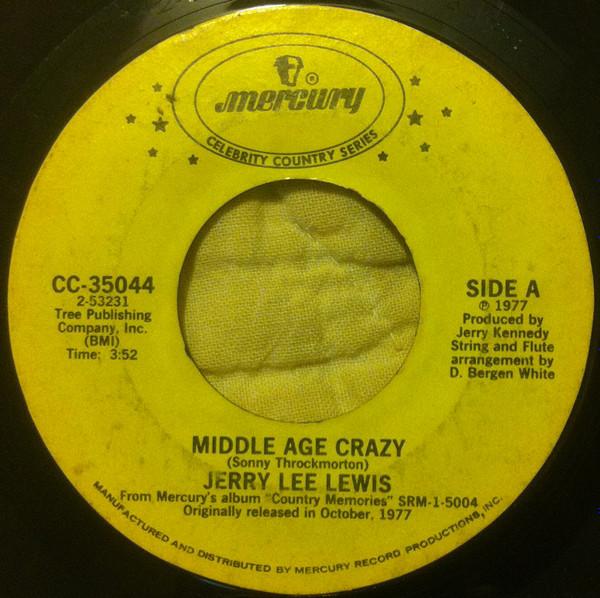 ®
mercury
CELEBRITY COUNTRY SERIES
CC-35044
2-53231
Tree Publishing
Company, Inc.
(BMI)
Time: 3:52
SIDE A
℗ 1977
Produced by
Jerry Kennedy
String and Flute
arrangement by
D. Bergen White
MIDDLE AGE CRAZY
(Sonny Throckmorton)
JERRY LEE LEWIS
From Mercury's album "Country Memories" SRM-1-5004
Originally released in October, 1977
MANUFACTURED AND DISTRIBUTED BY MERCURY RECORD PRODUCTIONS, INC.